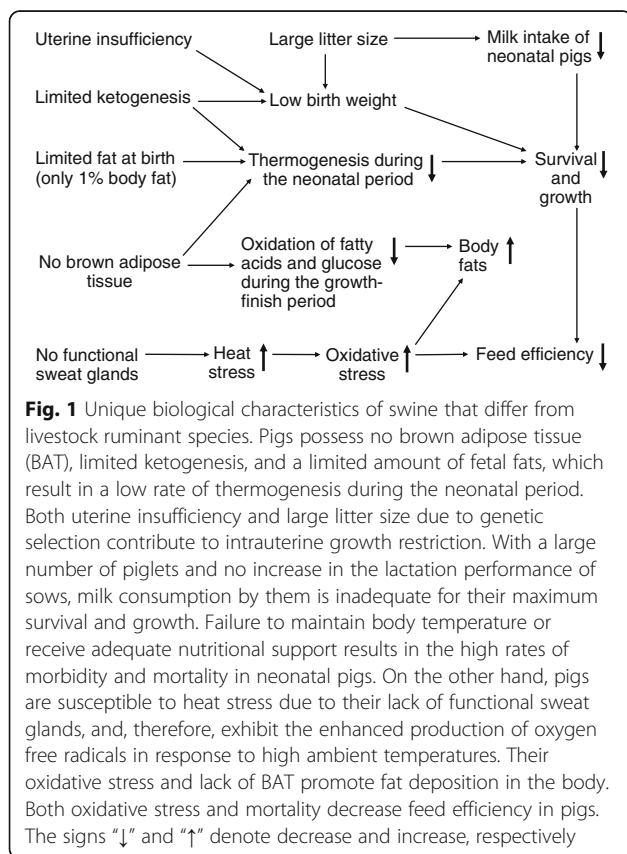 Uterine insufficiency Large litter size Milk intake of
neonatal pigs ↓
Limited ketogenesis Low birth weight
Limited fat at birth Thermogenesis during ↓ Survival ↓
(only 1% body fat) the neonatal period and
growth
Oxidation of fatty ↓ Body ↑
No brown adipose acids and glucose fats
tissue during the growth-
finish period
No functional Heat ↑ Oxidative ↑ Feed efficiency ↓
sweat glands stress stress
Fig. 1 Unique biological characteristics of swine that differ from
livestock ruminant species. Pigs possess no brown adipose tissue
(BAT), limited ketogenesis, and a limited amount of fetal fats, which
result in a low rate of thermogenesis during the neonatal period.
Both uterine insufficiency and large litter size due to genetic
selection contribute to intrauterine growth restriction. With a large
number of piglets and no increase in the lactation performance of
sows, milk consumption by them is inadequate for their maximum
survival and growth. Failure to maintain body temperature or
receive adequate nutritional support results in the high rates of
morbidity and mortality in neonatal pigs. On the other hand, pigs
are susceptible to heat stress due to their lack of functional sweat
glands, and, therefore, exhibit the enhanced production of oxygen
free radicals in response to high ambient temperatures. Their
oxidative stress and lack of BAT promote fat deposition in the body.
Both oxidative stress and mortality decrease feed efficiency in pigs.
The signs “↓” and “↑” denote decrease and increase, respectively